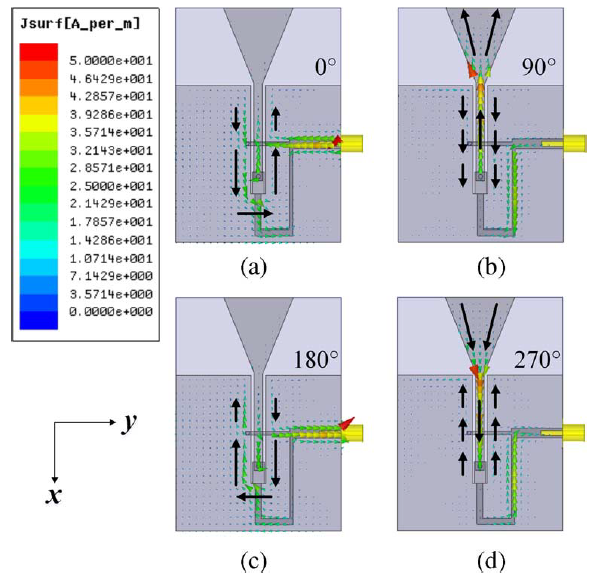 Jsurf[A_per_m]
5.0000e+001
4.6429e+001
4.2857e+001
3.9286e+001
3.5714e+001
3.2143e+001
2.8571e+001
2.5000e+001
2.1429e+001
1.7857e+001
1.4286e+001
1.0714e+001
7.1429e+000
3.5714e+000
0.0000e+000
0°
90°
(a)
(b)
180°
270°
y
x
(c)
(d)